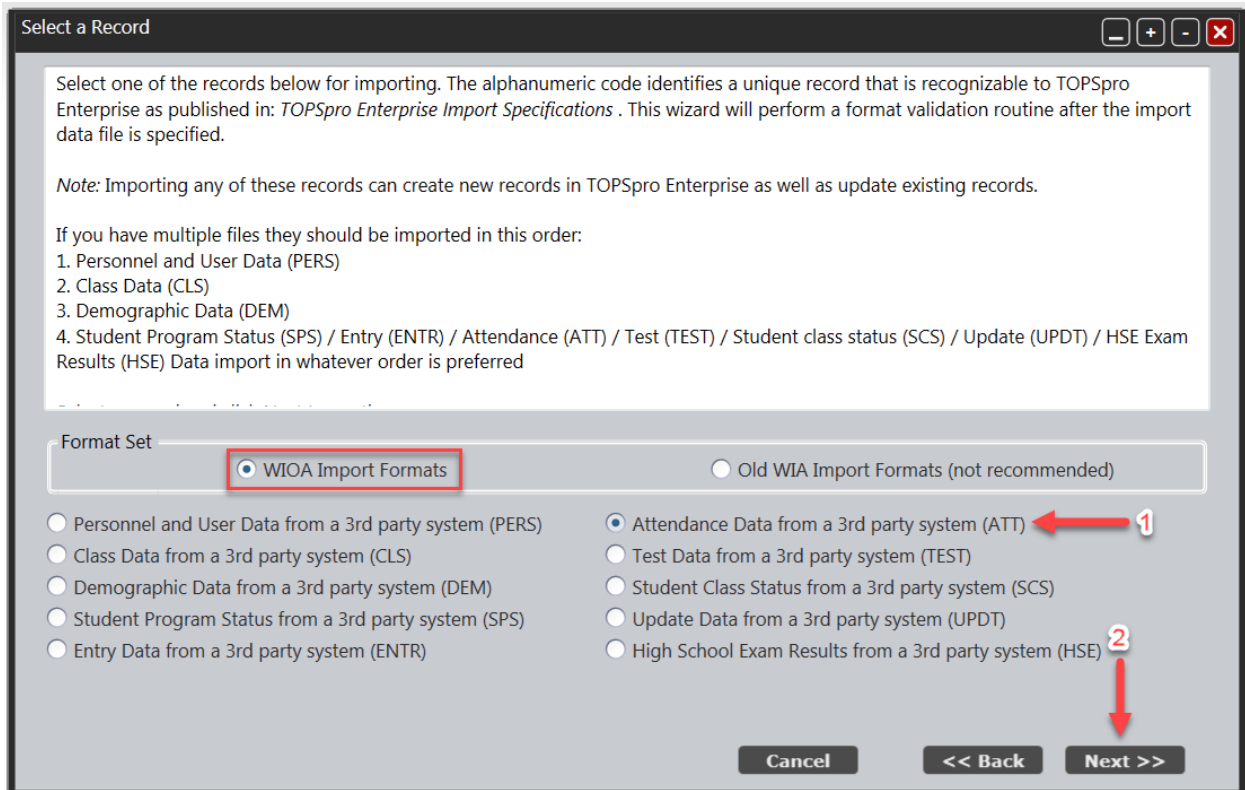 Select a Record
Select one of the records below for importing. The alphanumeric code identifies a unique record that is recognizable to TOPSpro
Enterprise as published in: TOPSpro Enterprise Import Specifications . This wizard will perform a format validation routine after the import
data file is specified.
Note: Importing any of these records can create new records in TOPSpro Enterprise as well as update existing records.
If you have multiple files they should be imported in this order:
1. Personnel and User Data (PERS)
2. Class Data (CLS)
3. Demographic Data (DEM)
4. Student Program Status (SPS) / Entry (ENTR) / Attendance (ATT) / Test (TEST) / Student class status (SCS) / Update (UPDT) / HSE Exam
Results (HSE) Data import in whatever order is preferred
Format Set
WIOA Import Formats
Old WIA Import Formats (not recommended)
Personnel and User Data from a 3rd party system (PERS)
Class Data from a 3rd party system (CLS)
Demographic Data from a 3rd party system (DEM)
Student Program Status from a 3rd party system (SPS)
Entry Data from a 3rd party system (ENTR)
Attendance Data from a 3rd party system (ATT)
1
Test Data from a 3rd party system (TEST)
Student Class Status from a 3rd party system (SCS)
Update Data from a 3rd party system (UPDT)
High School Exam Results from a 3rd party system (HSE)
2
Cancel
<< Back
Next >>